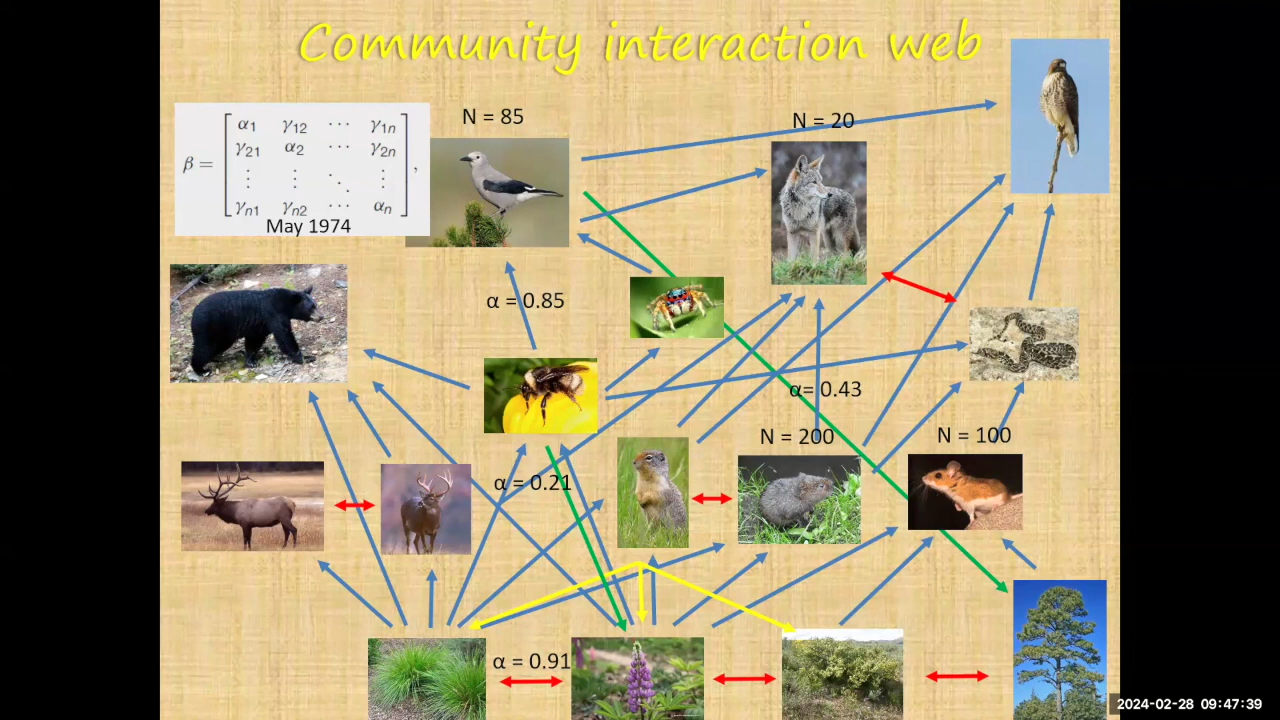 Community interaction web
N = 85
N = 20
β = [ α1 γ12 ⋯ γ1n
γ21 α2 ⋯ γ2n
⋮ ⋮ ⋱ ⋮
γn1 γn2 ⋯ αn ],
May 1974
α = 0.85
α= 0.43
N = 200
N = 100
α = 0.21
α = 0.91
2024-02-28 09:47:39